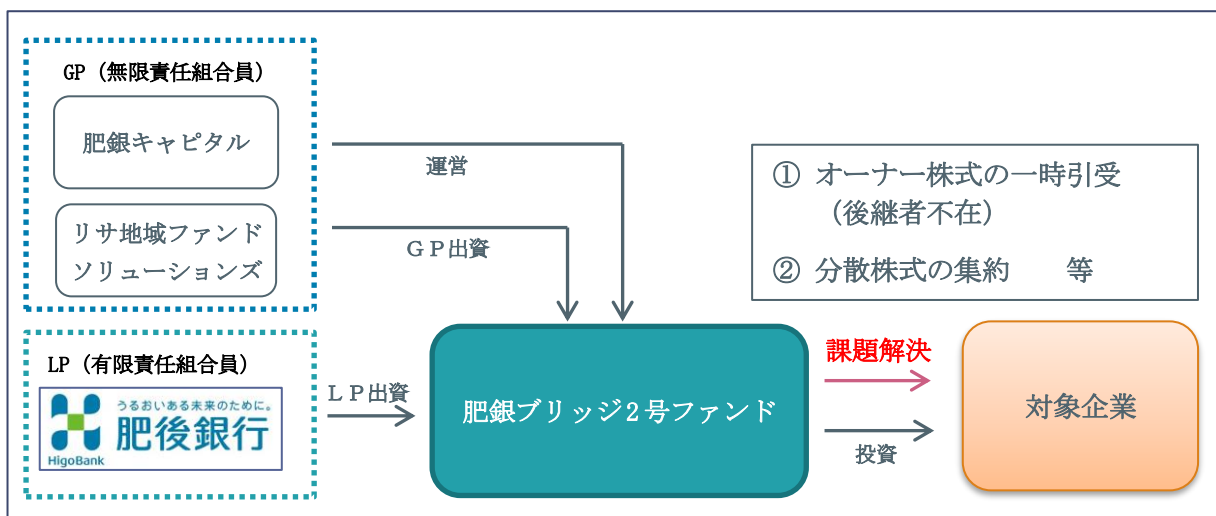 GP（無限責任組合員）
肥銀キャピタル
リサ地域ファンド
ソリューションズ
運営
ＧＰ出資
LP（有限責任組合員）
うるおいある未来のために。
肥後銀行
HigoBank
ＬＰ出資
肥銀ブリッジ2号ファンド
① オーナー株式の一時引受
（後継者不在）
② 分散株式の集約　　等
課題解決
投資
対象企業